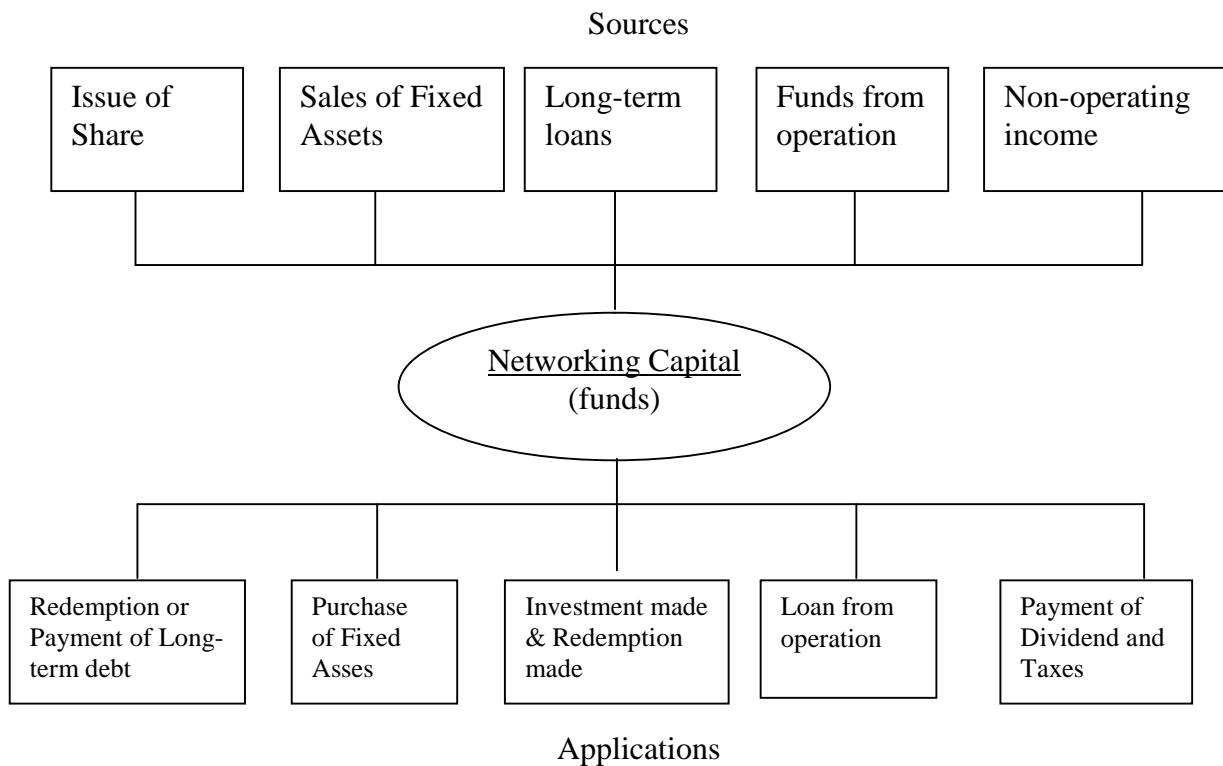 Sources
Issue of
Share
Sales of Fixed
Assets
Long-term
loans
Funds from
operation
Non-operating
income
Networking Capital
(funds)
Redemption or
Payment of Long-
term debt
Purchase
of Fixed
Asses
Investment made
& Redemption
made
Loan from
operation
Payment of
Dividend and
Taxes
Applications